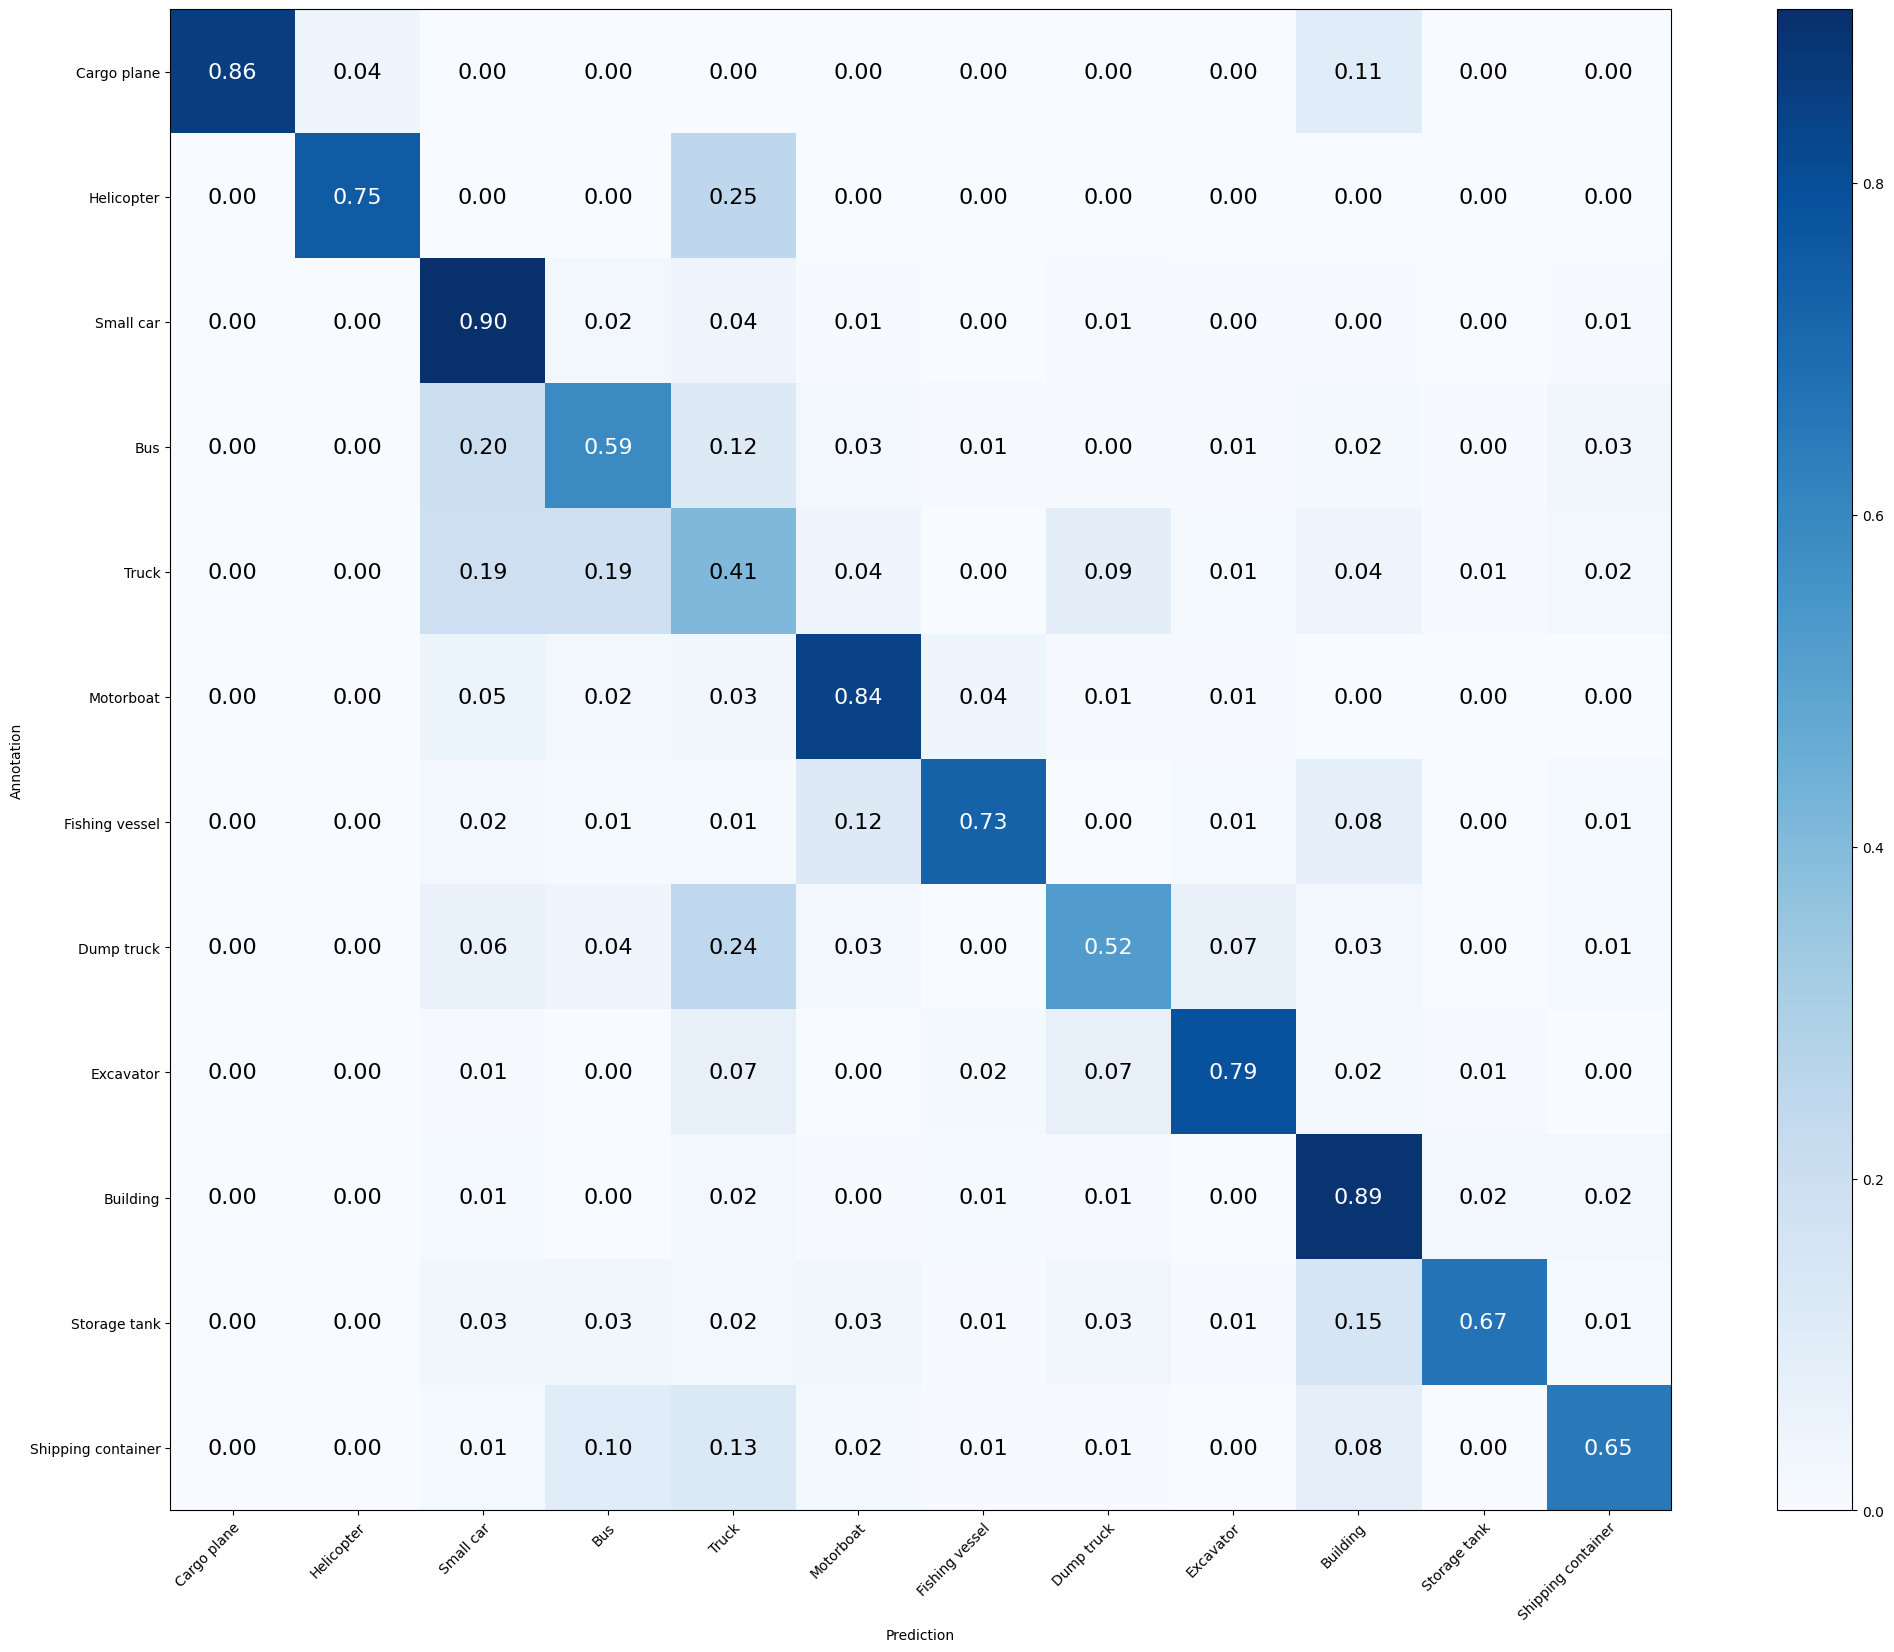 Cargo plane 0.86 0.04 0.00 0.00 0.00 0.00 0.00 0.00 0.00 0.11 0.00 0.00
0.8
Helicopter 0.00 0.75 0.00 0.00 0.25 0.00 0.00 0.00 0.00 0.00 0.00 0.00
Small car 0.00 0.00 0.90 0.02 0.04 0.01 0.00 0.01 0.00 0.00 0.00 0.01
Bus 0.00 0.00 0.20 0.59 0.12 0.03 0.01 0.00 0.01 0.02 0.00 0.03
0.6
Truck 0.00 0.00 0.19 0.19 0.41 0.04 0.00 0.09 0.01 0.04 0.01 0.02
Motorboat 0.00 0.00 0.05 0.02 0.03 0.84 0.04 0.01 0.01 0.00 0.00 0.00
Annotation
Fishing vessel 0.00 0.00 0.02 0.01 0.01 0.12 0.73 0.00 0.01 0.08 0.00 0.01
0.4
Dump truck 0.00 0.00 0.06 0.04 0.24 0.03 0.00 0.52 0.07 0.03 0.00 0.01
Excavator 0.00 0.00 0.01 0.00 0.07 0.00 0.02 0.07 0.79 0.02 0.01 0.00
0.2
Building 0.00 0.00 0.01 0.00 0.02 0.00 0.01 0.01 0.00 0.89 0.02 0.02
Storage tank 0.00 0.00 0.03 0.03 0.02 0.03 0.01 0.03 0.01 0.15 0.67 0.01
Shipping container 0.00 0.00 0.01 0.10 0.13 0.02 0.01 0.01 0.00 0.08 0.00 0.65
0.0
Cargo plane Helicopter Small car Bus Truck Motorboat Fishing vessel Dump truck Excavator Building Storage tank Shipping container
Prediction